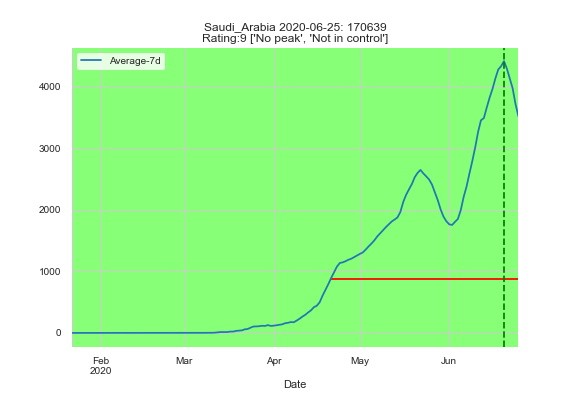 Saudi_Arabia 2020-06-25: 170639
Rating:9 ['No peak', 'Not in control']
Average-7d
4000
3000
2000
1000
0
Feb Mar Apr May Jun
2020
Date